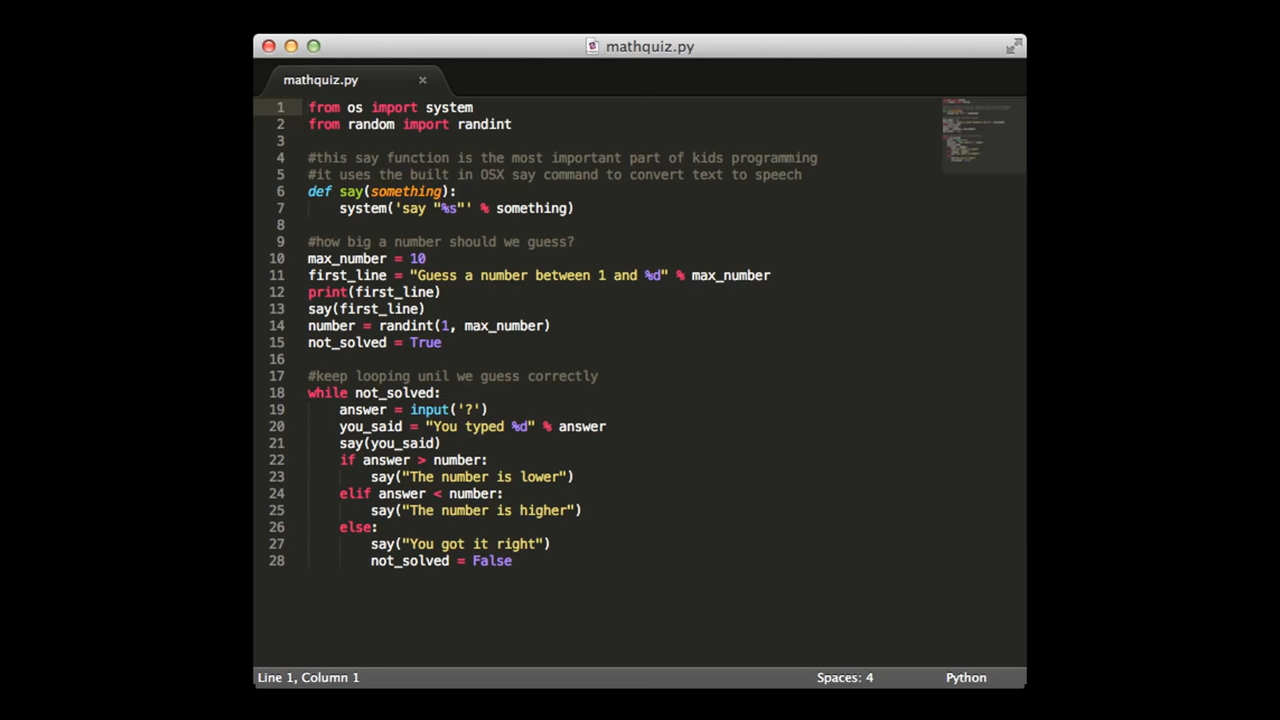 mathquiz.py
mathquiz.py
1 from os import system
2 from random import randint
3
4 #this say function is the most important part of kids programming
5 #it uses the built in OSX say command to convert text to speech
6 def say(something):
7     system('say "%s"' % something)
8
9 #how big a number should we guess?
10 max_number = 10
11 first_line = "Guess a number between 1 and %d" % max_number
12 print(first_line)
13 say(first_line)
14 number = randint(1, max_number)
15 not_solved = True
16
17 #keep looping unil we guess correctly
18 while not_solved:
19     answer = input('?')
20     you_said = "You typed %d" % answer
21     say(you_said)
22     if answer > number:
23         say("The number is lower")
24     elif answer < number:
25         say("The number is higher")
26     else:
27         say("You got it right")
28         not_solved = False
Line 1, Column 1 Spaces: 4 Python